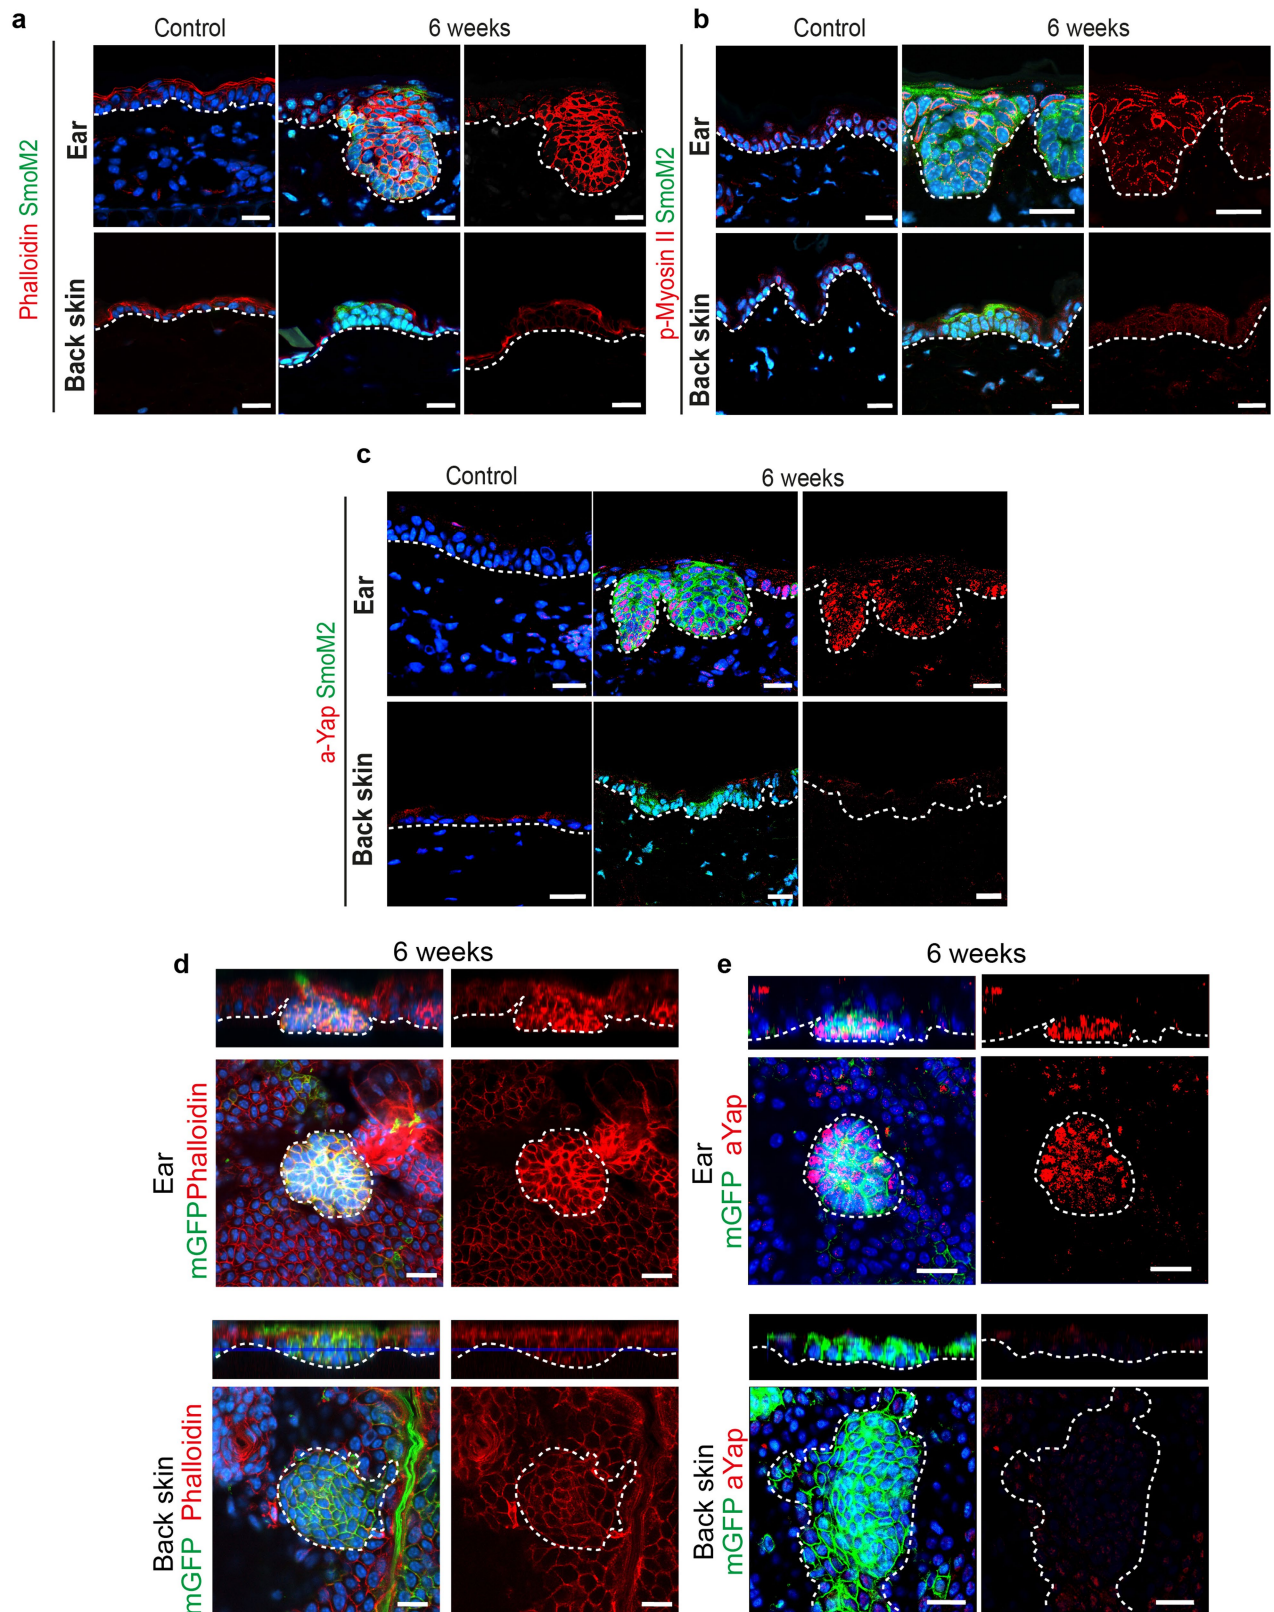 a
Control
6 weeks
Phalloidin SmoM2
Ear
Back skin
b
Control
6 weeks
p-Myosin II SmoM2
Ear
Back skin
c
Control
6 weeks
a-Yap SmoM2
Ear
Back skin
d
6 weeks
Ear
mGFPPhalloidin
Back skin
mGFP Phalloidin
e
6 weeks
Ear
mGFP aYap
Back skin
mGFP aYap